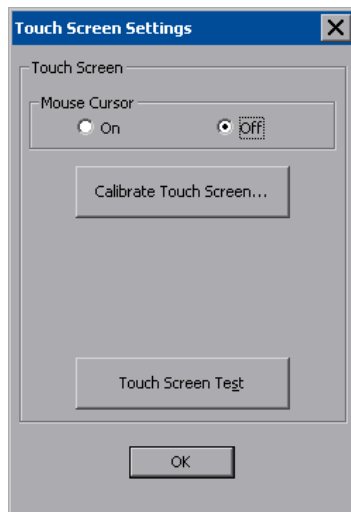 Touch Screen Settings
Touch Screen
Mouse Cursor
On Off
Calibrate Touch Screen...
Touch Screen Test
OK